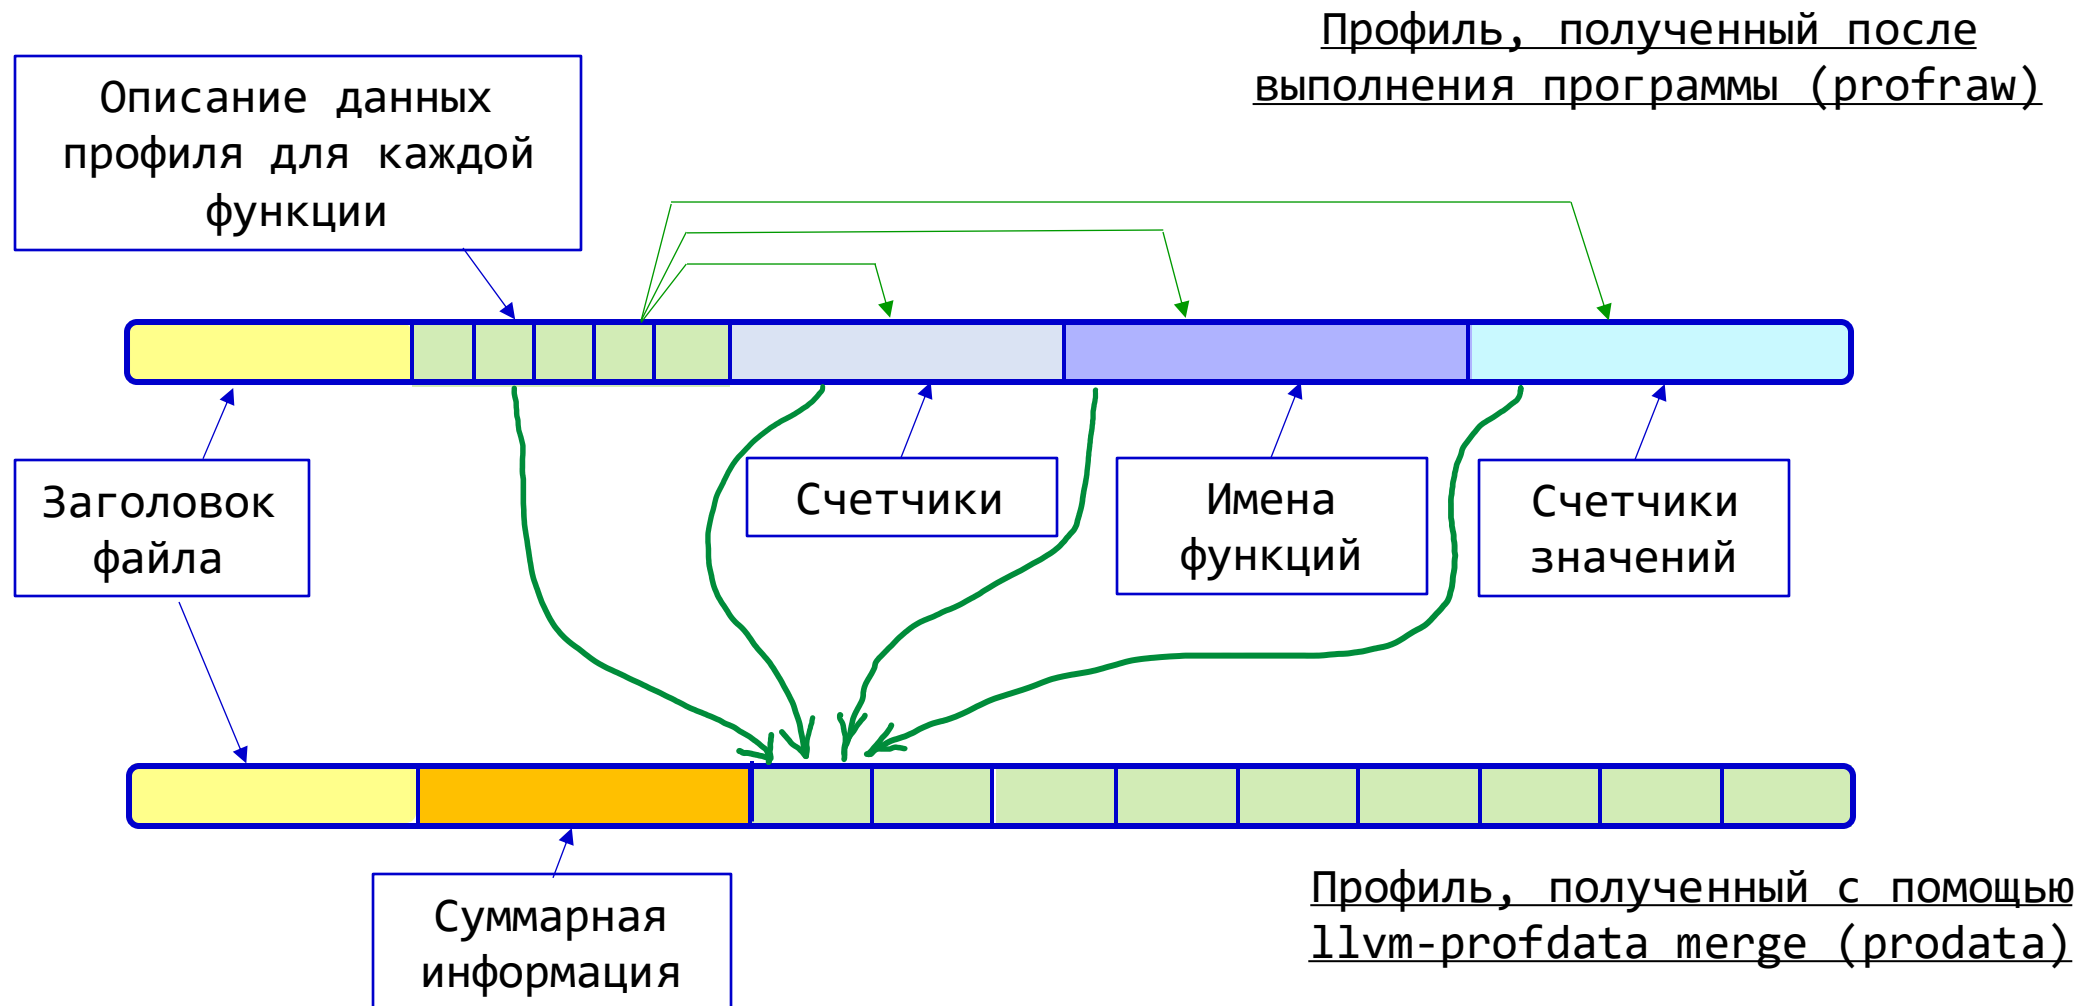 Профиль, полученный после
выполнения программы (profraw)
Описание данных
профиля для каждой
функции
Заголовок
файла
Счетчики
Имена
функций
Счетчики
значений
Суммарная
информация
Профиль, полученный с помощью
llvm-profdata merge (prodata)